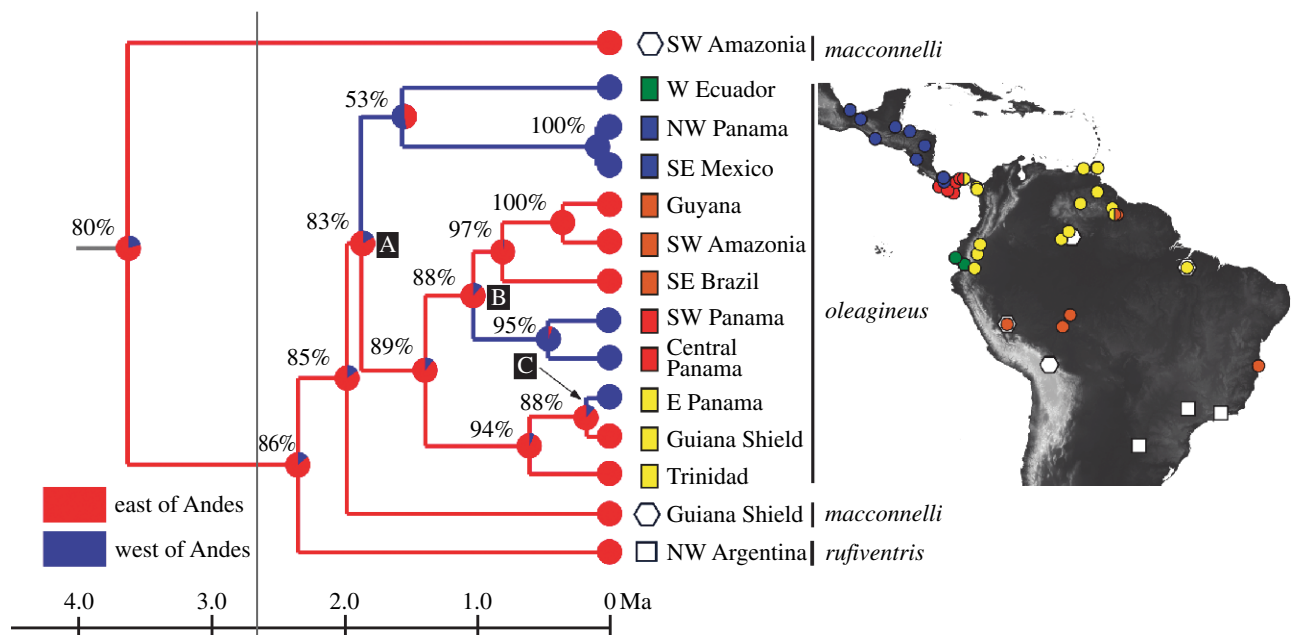 SW Amazonia
macconnelli
W Ecuador
53%
NW Panama
100%
SE Mexico
100%
Guyana
80%
83%
A
97%
SW Amazonia
88%
B
SE Brazil
oleagineus
95%
SW Panama
89%
C
Central
Panama
85%
88%
E Panama
94%
Guiana Shield
86%
Trinidad
east of Andes
Guiana Shield
macconnelli
west of Andes
NW Argentina
rufiventris
4.0 3.0 2.0 1.0 0 Ma